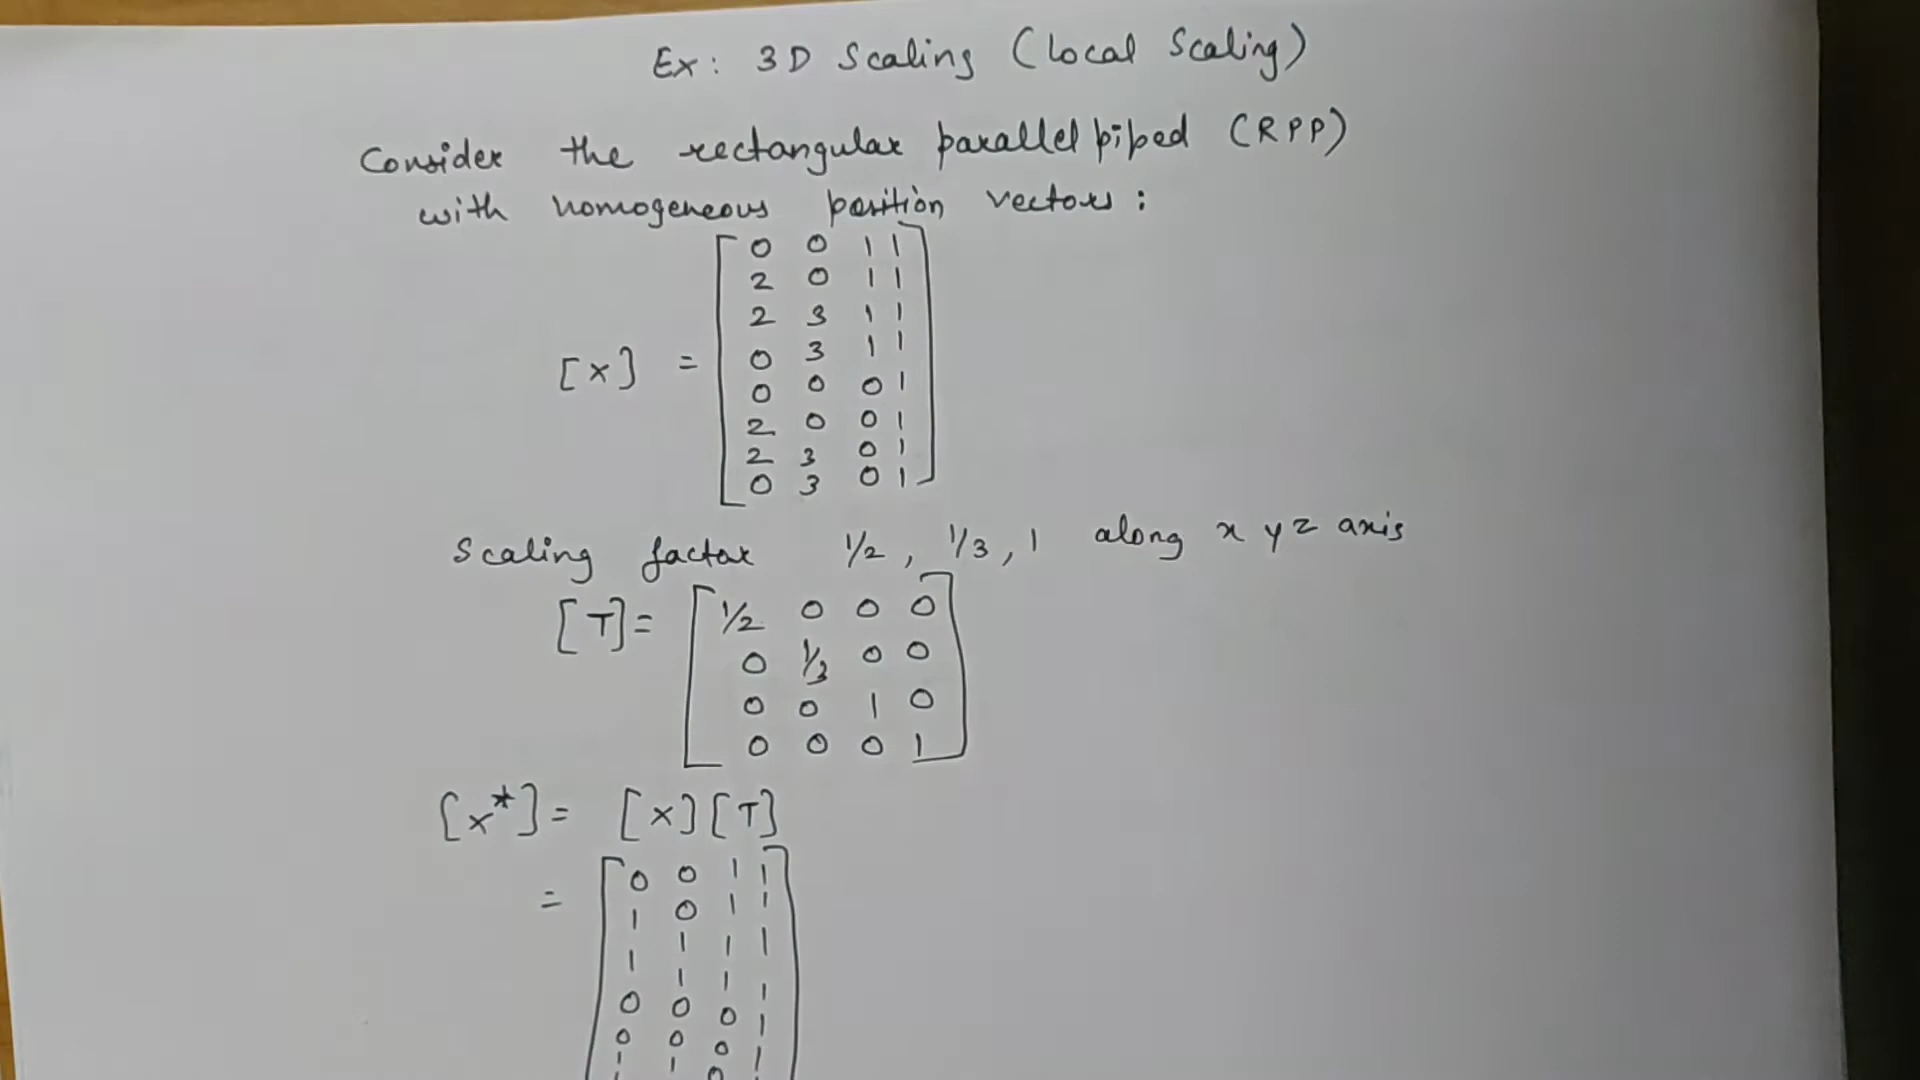 Ex: 3D Scaling (Local Scaling)
Consider the rectangular parallelpiped (RPP)
with homogeneous position vectors:
[X] =
0 0 1 1
2 0 1 1
2 3 1 1
0 3 1 1
0 0 0 1
2 0 0 1
2 3 0 1
0 3 0 1
Scaling factor 1/2, 1/3, 1 along x y z axis
[T] =
1/2 0 0 0
0 1/3 0 0
0 0 1 0
0 0 0 1
[X*] = [X][T]
=
0 0 1 1
1 0 1 1
1 1 1 1
0 1 1 1
0 0 0 1
1 0 0 1
1 1 0